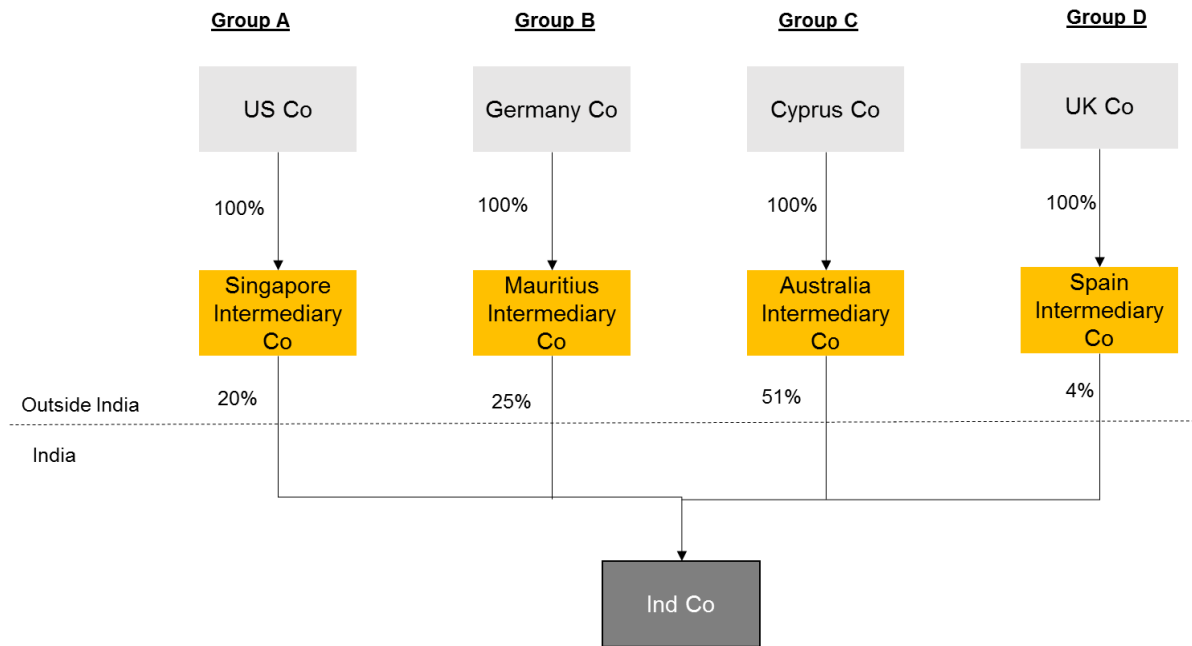 Group A
Group B
Group C
Group D
US Co
Germany Co
Cyprus Co
UK Co
100%
100%
100%
100%
Singapore
Intermediary
Co
Mauritius
Intermediary
Co
Australia
Intermediary
Co
Spain
Intermediary
Co
20%
25%
51%
4%
Outside India
India
Ind Co